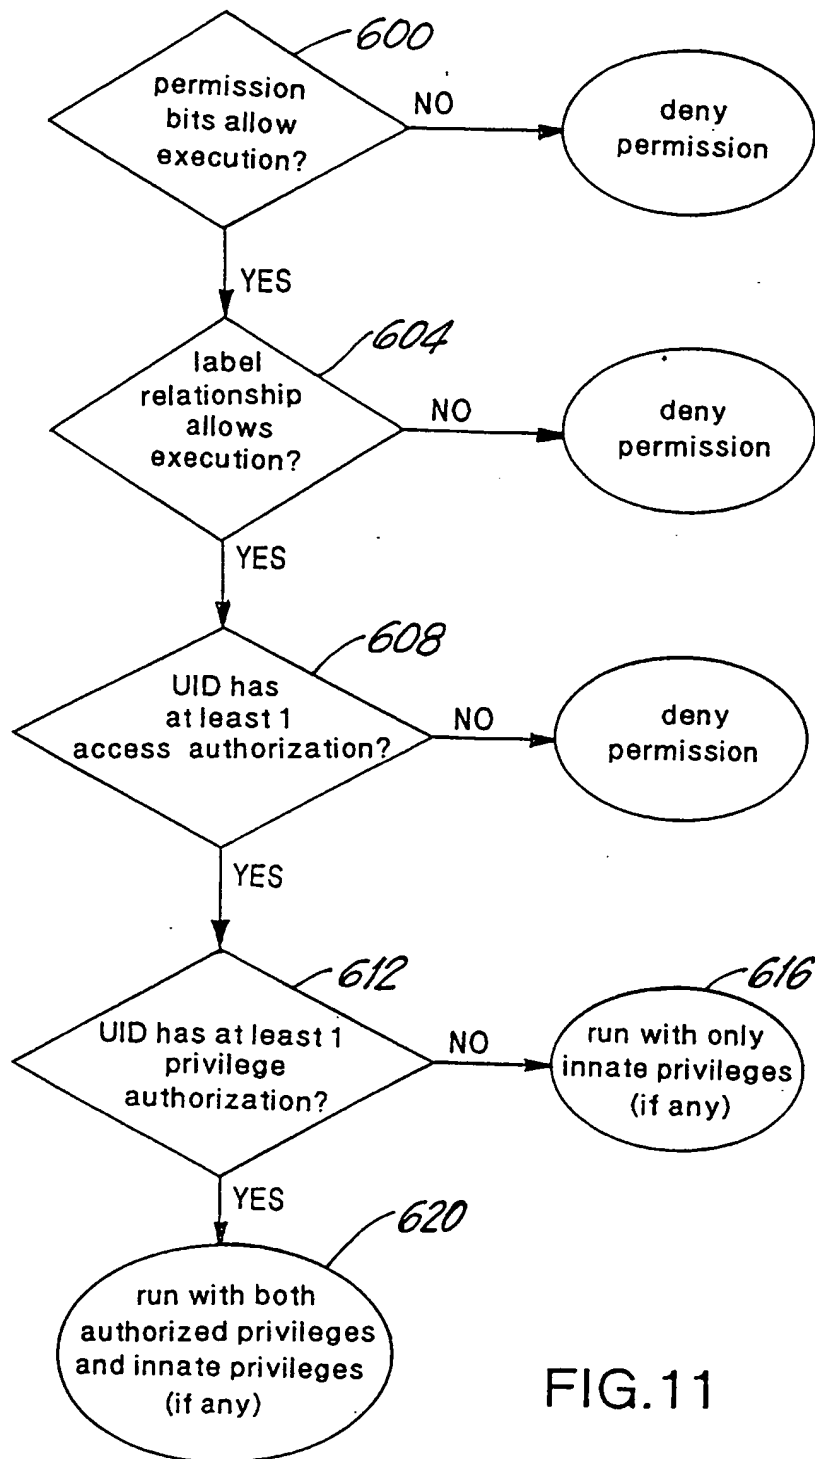 600
permission
bits allow
execution?
NO
deny
permission
YES
604
label
relationship
allows
execution?
NO
deny
permission
YES
608
UID has
at least 1
access authorization?
NO
deny
permission
YES
612
UID has at least 1
privilege
authorization?
NO
616
run with only
innate privileges
(if any)
YES
620
run with both
authorized privileges
and innate privileges
(if any)
FIG.11